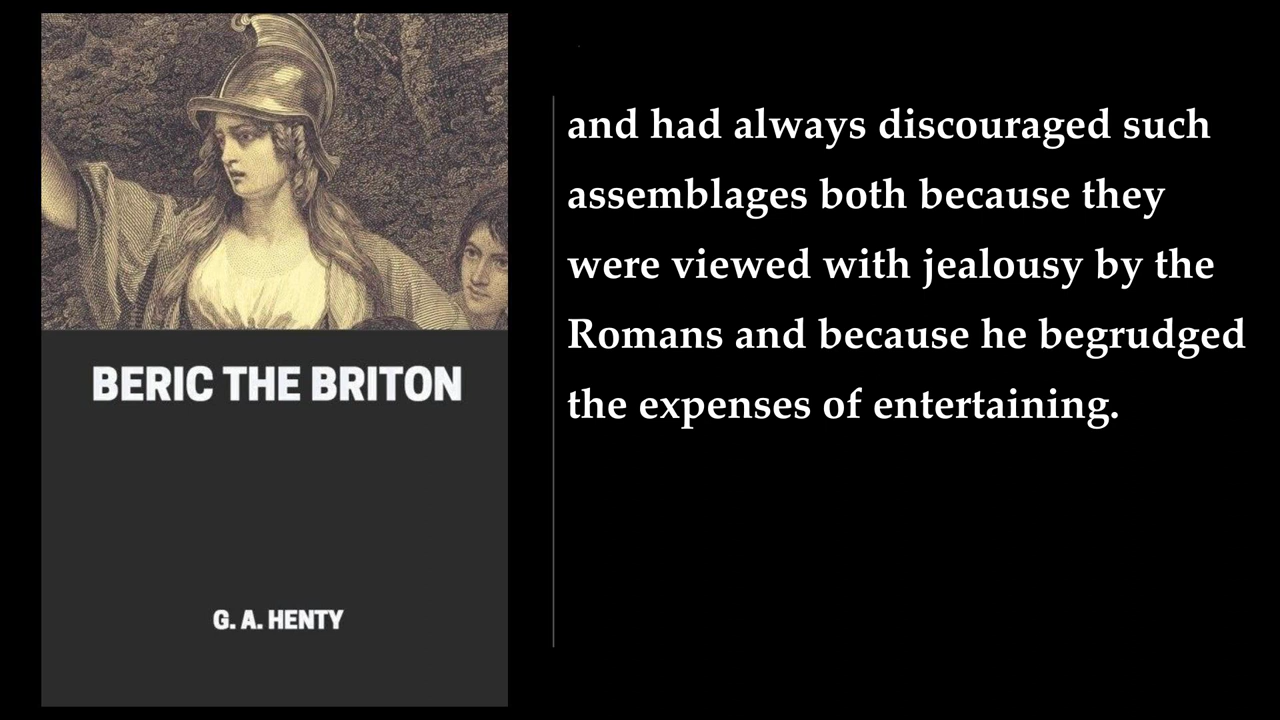 BERIC THE BRITON
G. A. HENTY
and had always discouraged such
assemblages both because they
were viewed with jealousy by the
Romans and because he begrudged
the expenses of entertaining.